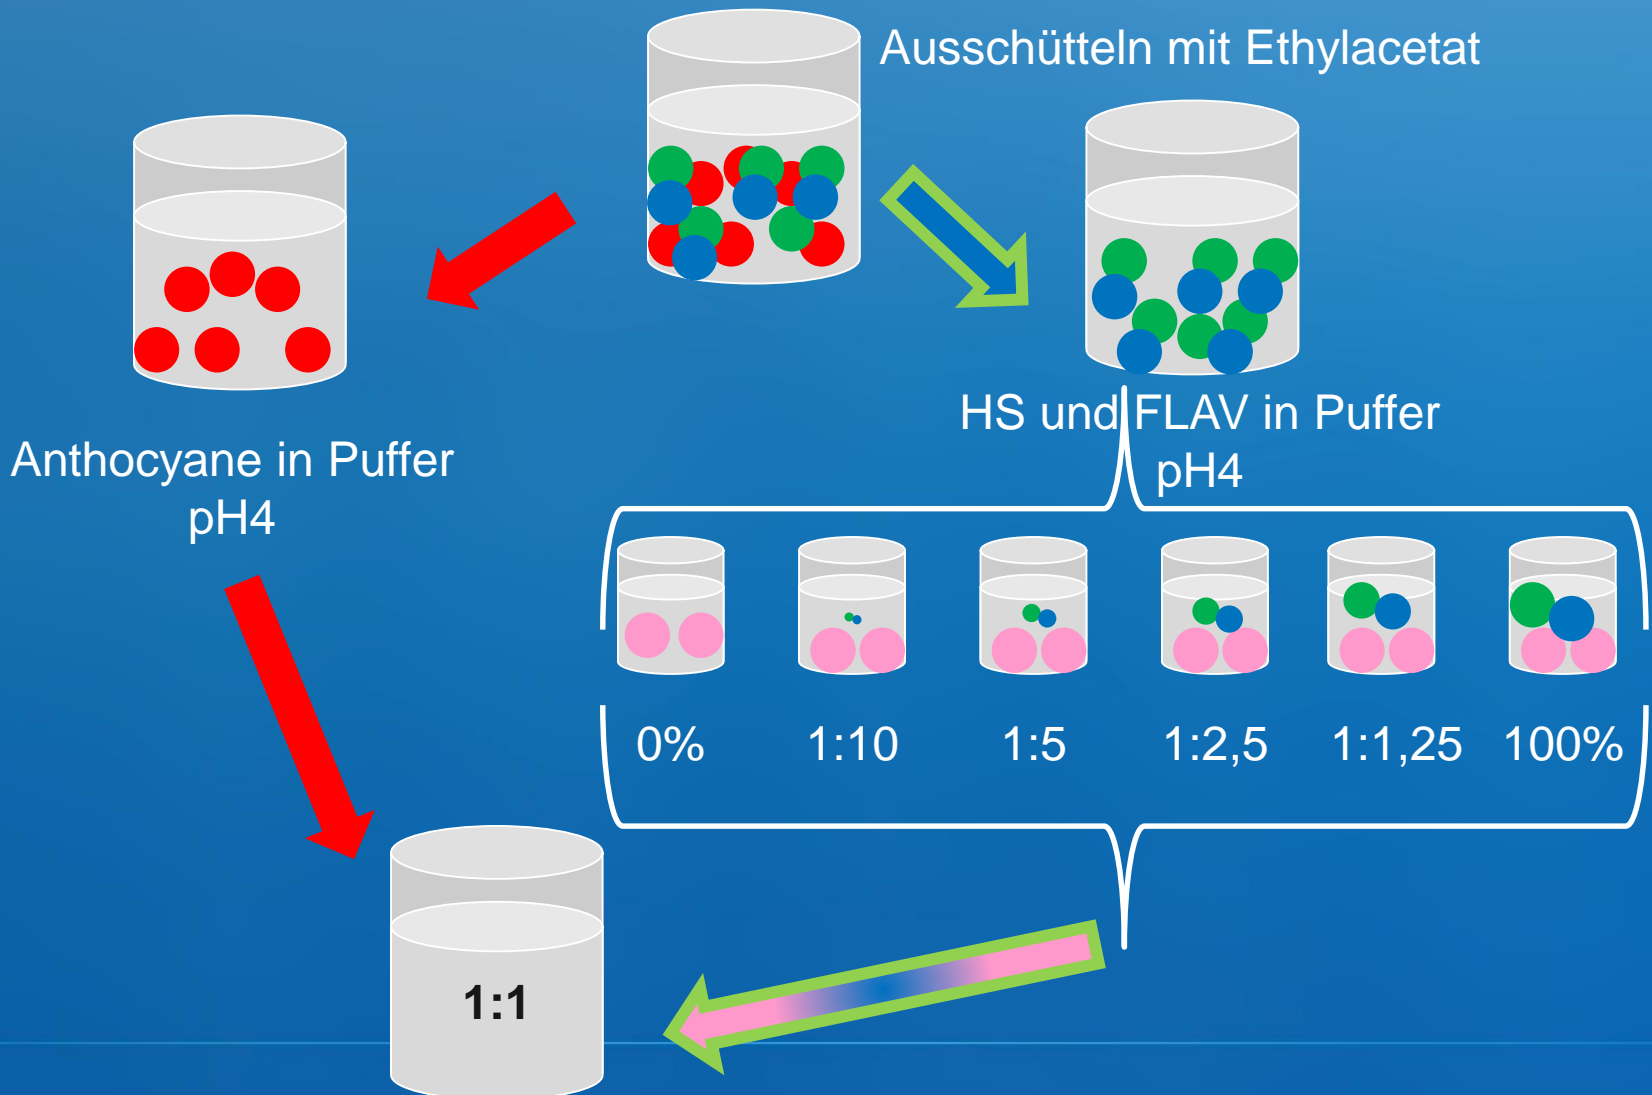 Ausschütteln mit Ethylacetat
HS und FLAV in Puffer
pH4
Anthocyane in Puffer
pH4
0% 1:10 1:5 1:2,5 1:1,25 100%
1:1